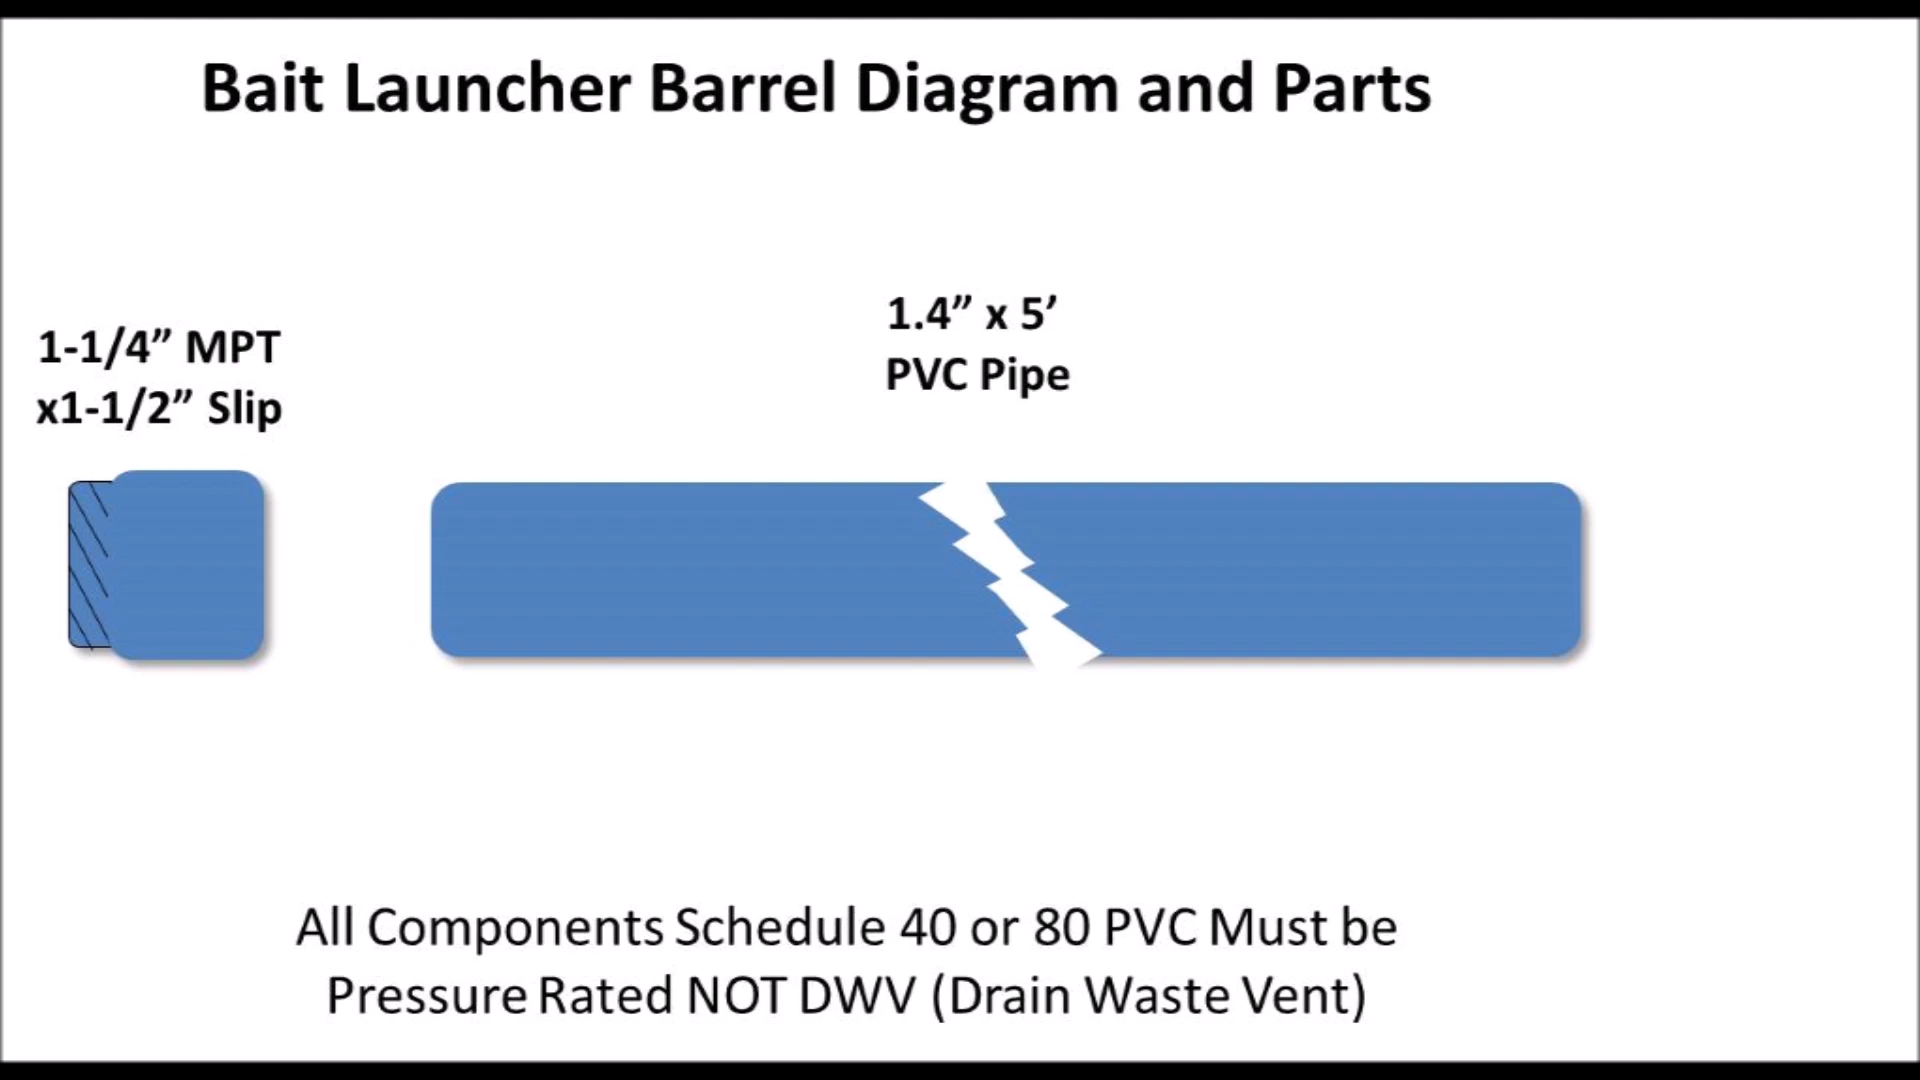 Bait Launcher Barrel Diagram and Parts
1.4” x 5’
PVC Pipe
1-1/4” MPT
x1-1/2” Slip
All Components Schedule 40 or 80 PVC Must be
Pressure Rated NOT DWV (Drain Waste Vent)